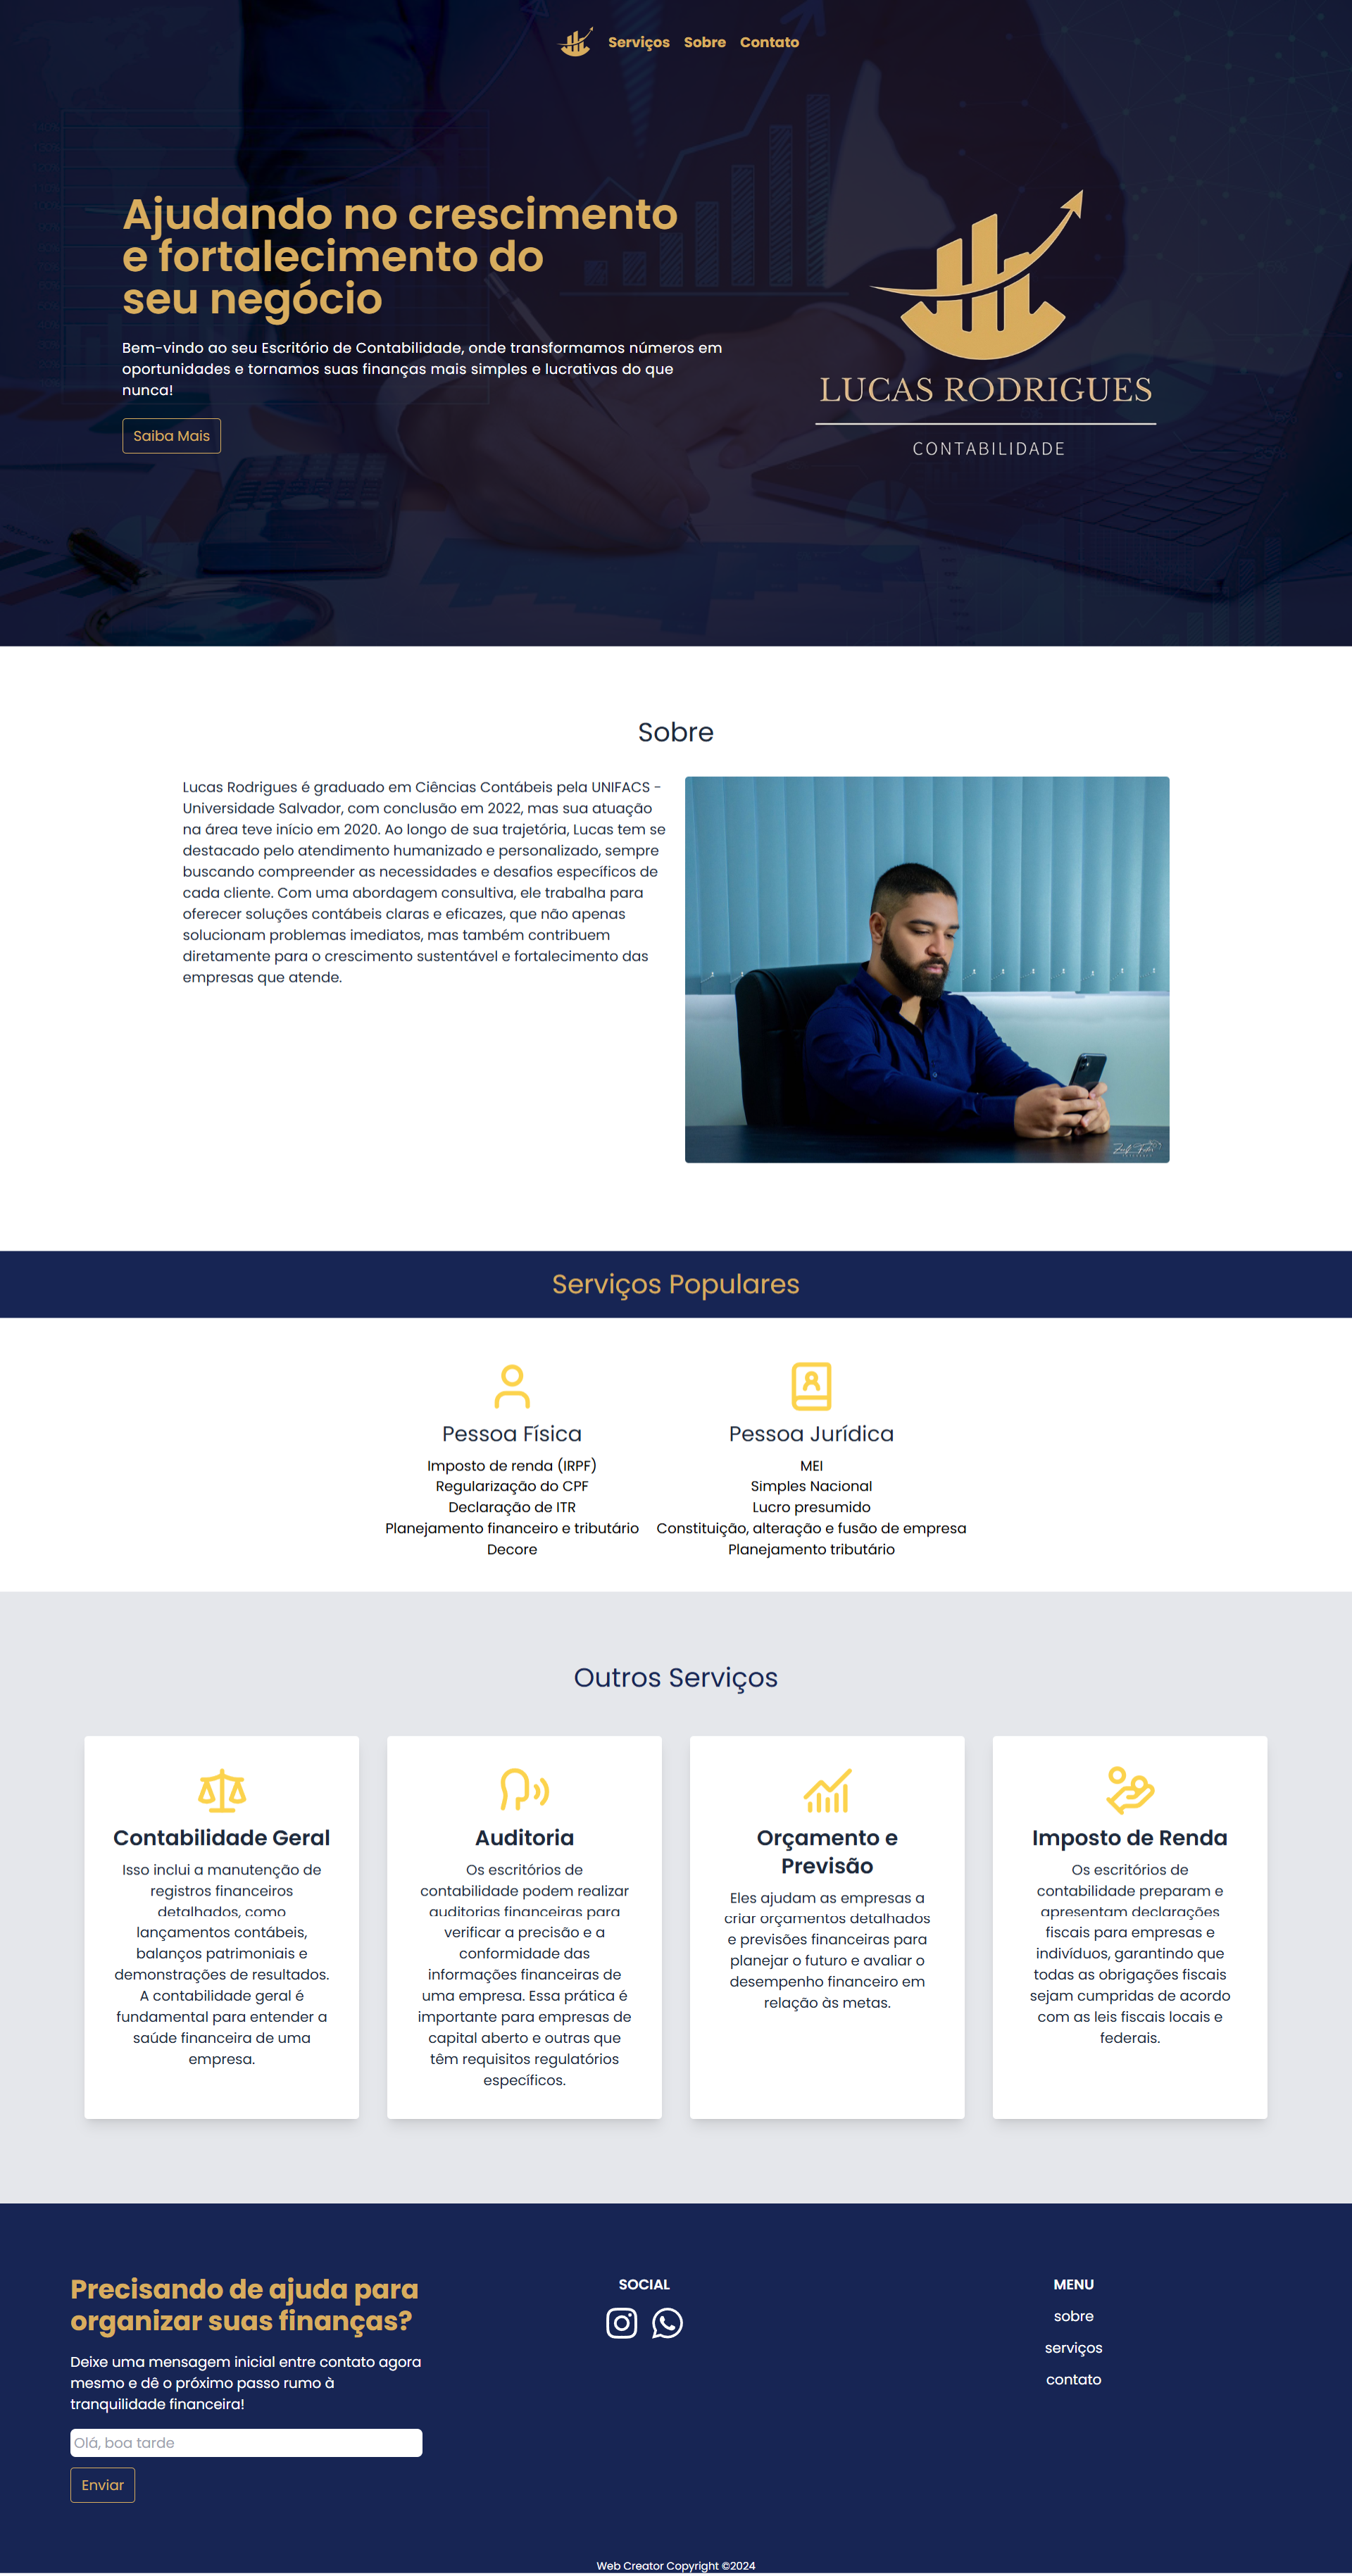 Serviços Sobre Contato
Ajudando no crescimento
e fortalecimento do
seu negócio
Bem-vindo ao seu Escritório de Contabilidade, onde transformamos números em
oportunidades e tornamos suas finanças mais simples e lucrativas do que
nunca!
Saiba Mais
LUCAS RODRIGUES
CONTABILIDADE
Sobre
Lucas Rodrigues é graduado em Ciências Contábeis pela UNIFACS -
Universidade Salvador, com conclusão em 2022, mas sua atuação
na área teve início em 2020. Ao longo de sua trajetória, Lucas tem se
destacado pelo atendimento humanizado e personalizado, sempre
buscando compreender as necessidades e desafios específicos de
cada cliente. Com uma abordagem consultiva, ele trabalha para
oferecer soluções contábeis claras e eficazes, que não apenas
solucionam problemas imediatos, mas também contribuem
diretamente para o crescimento sustentável e fortalecimento das
empresas que atende.
Serviços Populares
Pessoa Física
Imposto de renda (IRPF)
Regularização do CPF
Declaração de ITR
Planejamento financeiro e tributário
Decore
Pessoa Jurídica
MEI
Simples Nacional
Lucro presumido
Constituição, alteração e fusão de empresa
Planejamento tributário
Outros Serviços
Contabilidade Geral
Isso inclui a manutenção de
registros financeiros
detalhados, como
lançamentos contábeis,
balanços patrimoniais e
demonstrações de resultados.
A contabilidade geral é
fundamental para entender a
saúde financeira de uma
empresa.
Auditoria
Os escritórios de
contabilidade podem realizar
auditorias financeiras para
verificar a precisão e a
conformidade das
informações financeiras de
uma empresa. Essa prática é
importante para empresas de
capital aberto e outras que
têm requisitos regulatórios
específicos.
Orçamento e
Previsão
Eles ajudam as empresas a
criar orçamentos detalhados
e previsões financeiras para
planejar o futuro e avaliar o
desempenho financeiro em
relação às metas.
Imposto de Renda
Os escritórios de
contabilidade preparam e
apresentam declarações
fiscais para empresas e
indivíduos, garantindo que
todas as obrigações fiscais
sejam cumpridas de acordo
com as leis fiscais locais e
federais.
Precisando de ajuda para
organizar suas finanças?
Deixe uma mensagem inicial entre contato agora
mesmo e dê o próximo passo rumo à
tranquilidade financeira!
Olá, boa tarde
Enviar
SOCIAL
MENU
sobre
serviços
contato
Web Creator Copyright ©2024